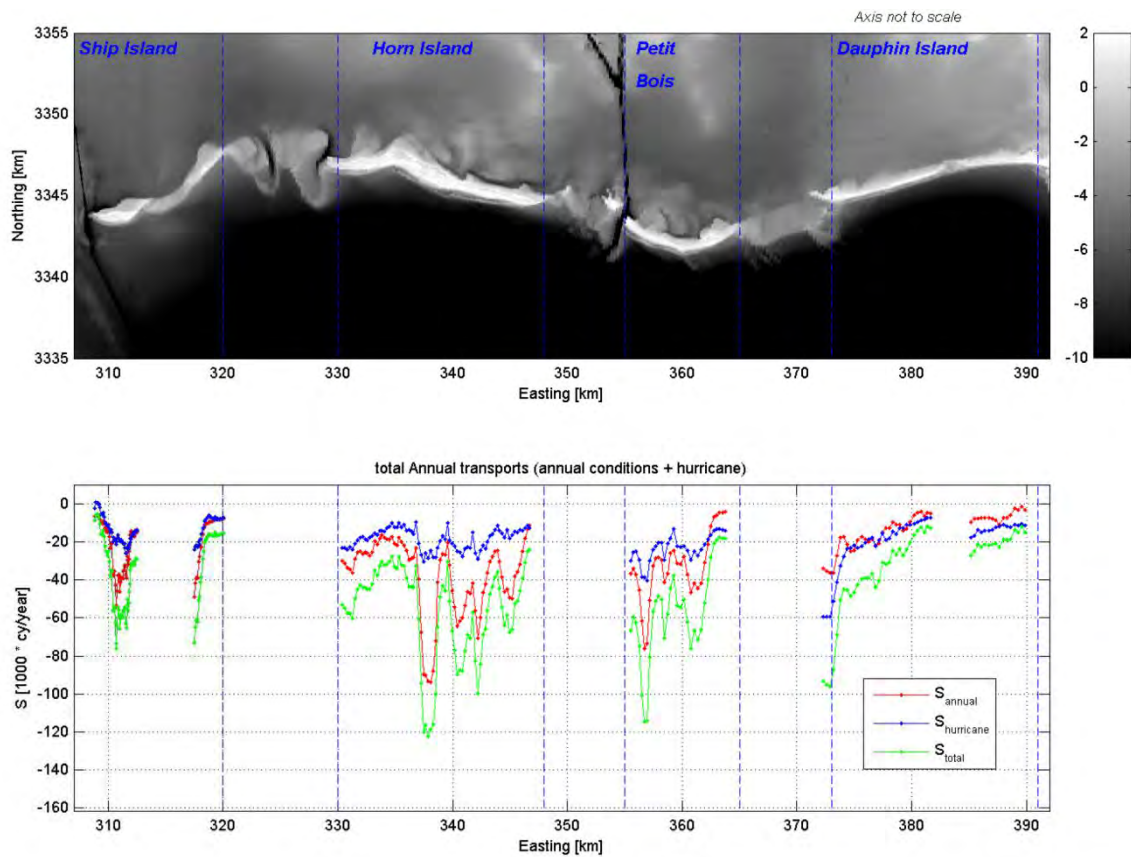 Axis not to scale
3355
Ship Island
Horn Island
Petit
Bois
Dauphin Island
2
3350
0
-2
Northing [km]
3345
-4
3340
-6
-8
3335
-10
310 320 330 340 350 360 370 380 390
Easting [km]
total Annual transports (annual conditions + hurricane)
0
-20
-40
-60
S [1000 * cy/year]
-80
-100
-120
-140
-160
S annual
S hurricane
S total
310 320 330 340 350 360 370 380 390
Easting [km]